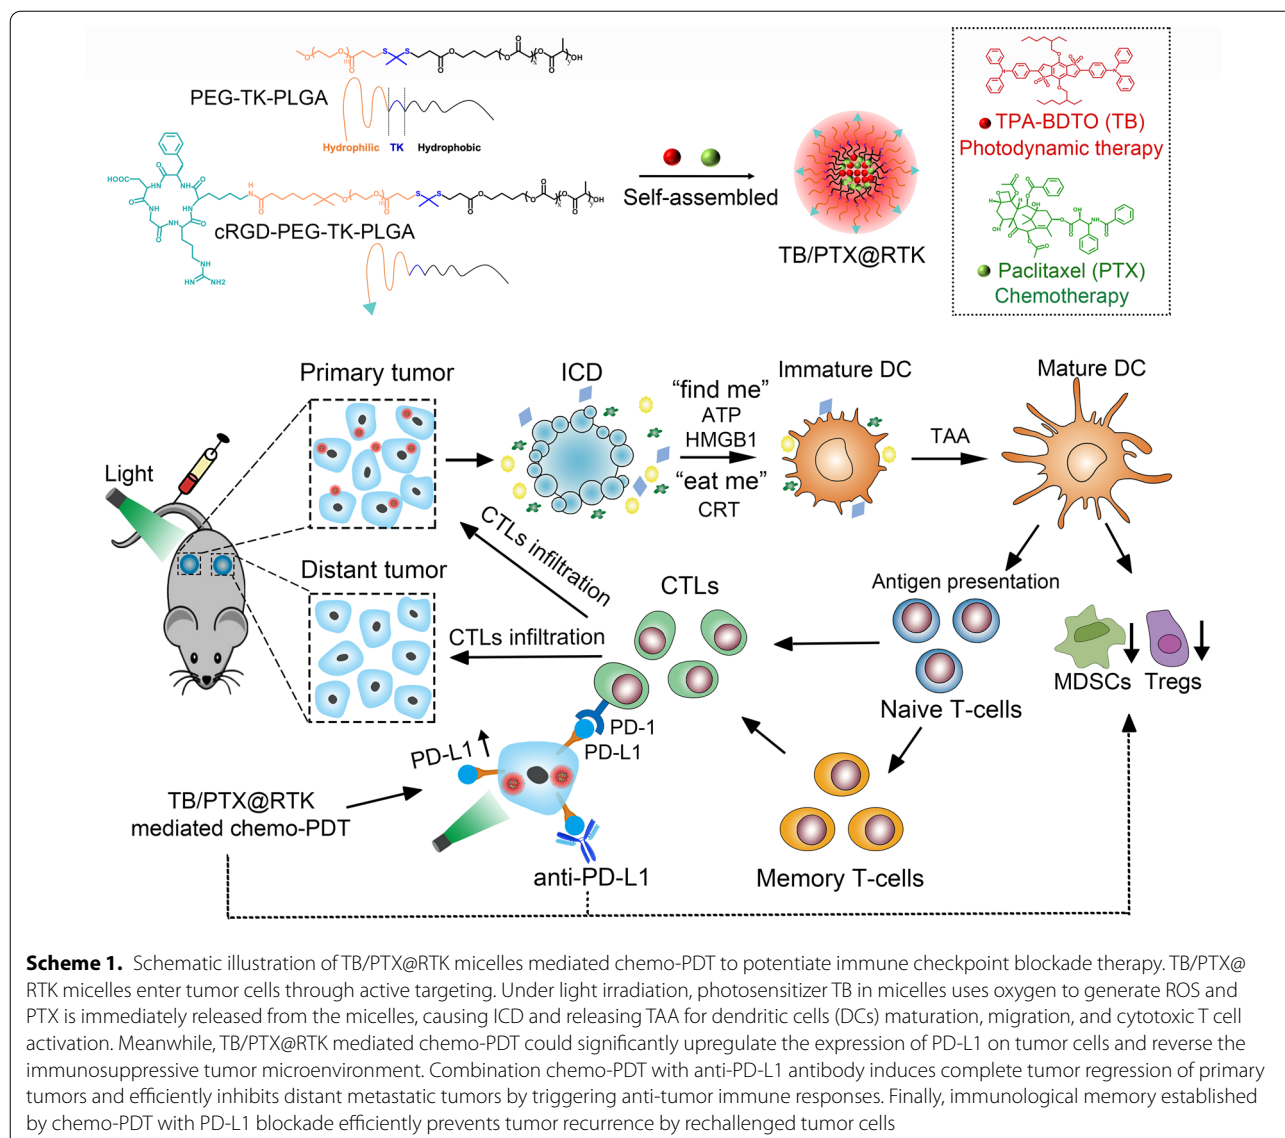 PEG-TK-PLGA
Hydrophilic TK Hydrophobic
HOOC
cRGD-PEG-TK-PLGA
HN NH2
Self-assembled
TB/PTX@RTK
TPA-BDTO (TB)
Photodynamic therapy
Paclitaxel (PTX)
Chemotherapy
Light
Primary tumor
ICD
"find me"
ATP
HMGB1
"eat me"
CRT
Immature DC
TAA
Mature DC
CTLs infiltration
Distant tumor
CTLs infiltration
CTLs
Antigen presentation
Naive T-cells
MDSCs Tregs
PD-1
PD-L1
PD-L1
TB/PTX@RTK
mediated chemo-PDT
anti-PD-L1
Memory T-cells
Scheme 1. Schematic illustration of TB/PTX@RTK micelles mediated chemo-PDT to potentiate immune checkpoint blockade therapy. TB/PTX@
RTK micelles enter tumor cells through active targeting. Under light irradiation, photosensitizer TB in micelles uses oxygen to generate ROS and
PTX is immediately released from the micelles, causing ICD and releasing TAA for dendritic cells (DCs) maturation, migration, and cytotoxic T cell
activation. Meanwhile, TB/PTX@RTK mediated chemo-PDT could significantly upregulate the expression of PD-L1 on tumor cells and reverse the
immunosuppressive tumor microenvironment. Combination chemo-PDT with anti-PD-L1 antibody induces complete tumor regression of primary
tumors and efficiently inhibits distant metastatic tumors by triggering anti-tumor immune responses. Finally, immunological memory established
by chemo-PDT with PD-L1 blockade efficiently prevents tumor recurrence by rechallenged tumor cells